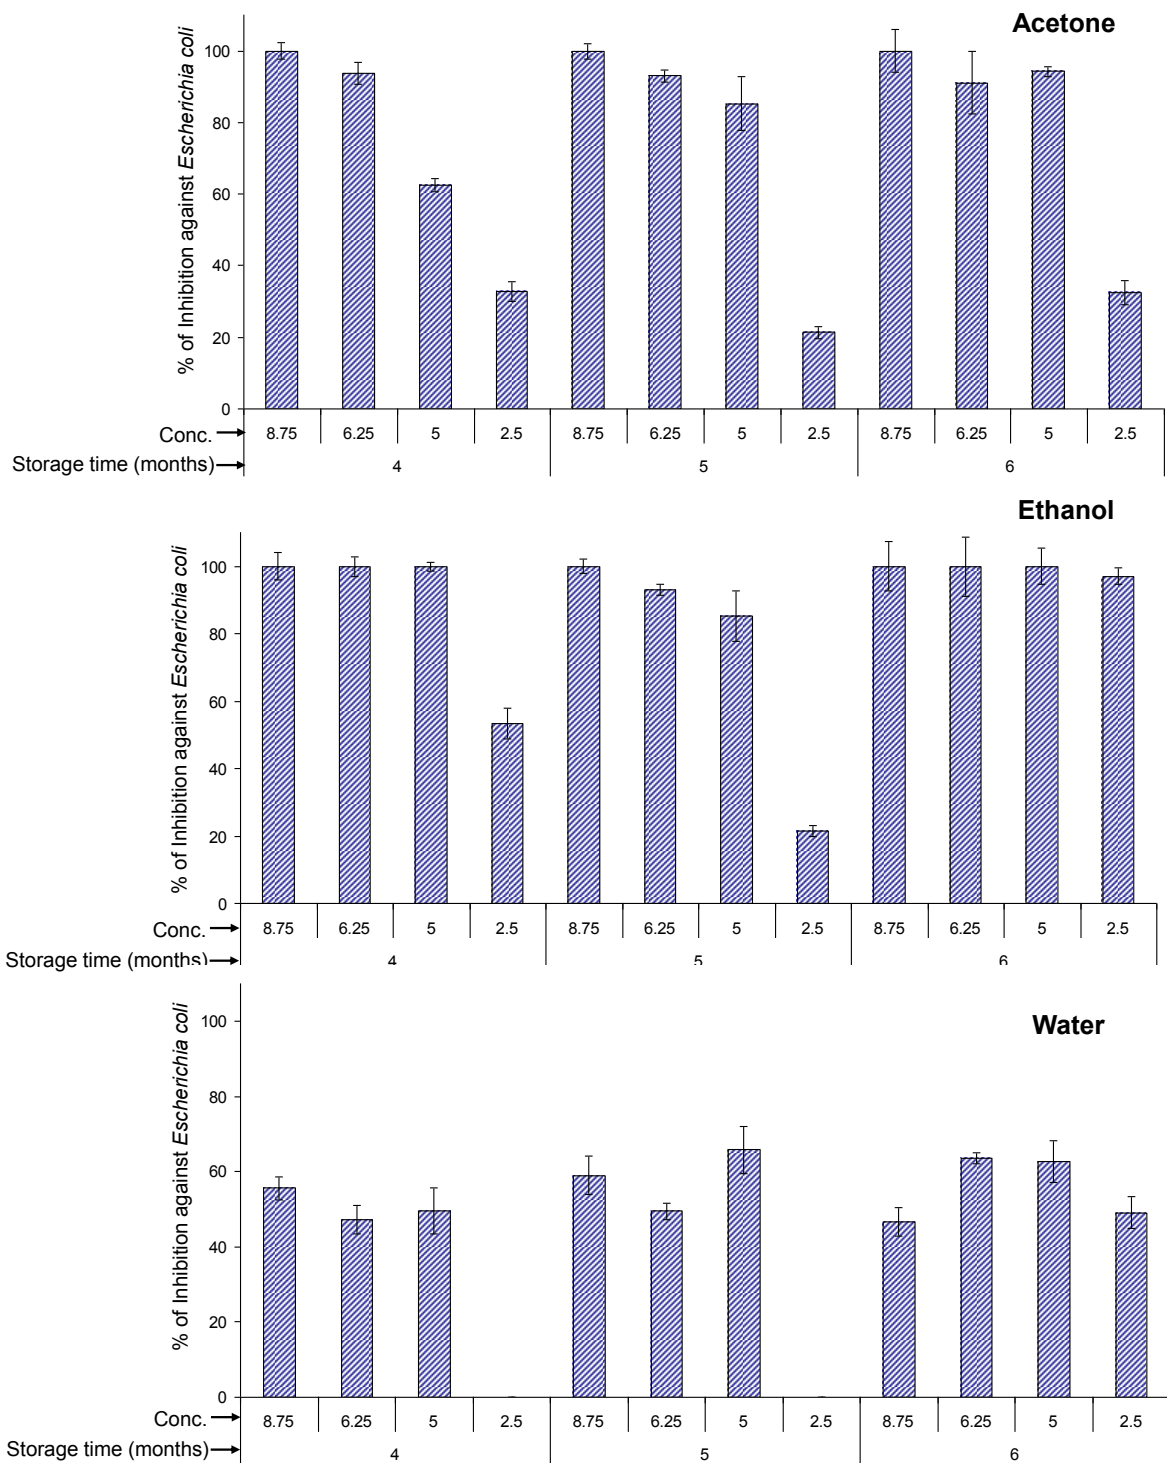 Acetone
% of Inhibition against Escherichia coli
100
80
60
40
20
0
Conc.
8.75 6.25 5 2.5 8.75 6.25 5 2.5 8.75 6.25 5 2.5
Storage time (months)
4 5 6
Ethanol
% of Inhibition against Escherichia coli
100
80
60
40
20
0
Conc.
8.75 6.25 5 2.5 8.75 6.25 5 2.5 8.75 6.25 5 2.5
Storage time (months)
4 5 6
Water
% of Inhibition against Escherichia coli
100
80
60
40
20
0
Conc.
8.75 6.25 5 2.5 8.75 6.25 5 2.5 8.75 6.25 5 2.5
Storage time (months)
4 5 6